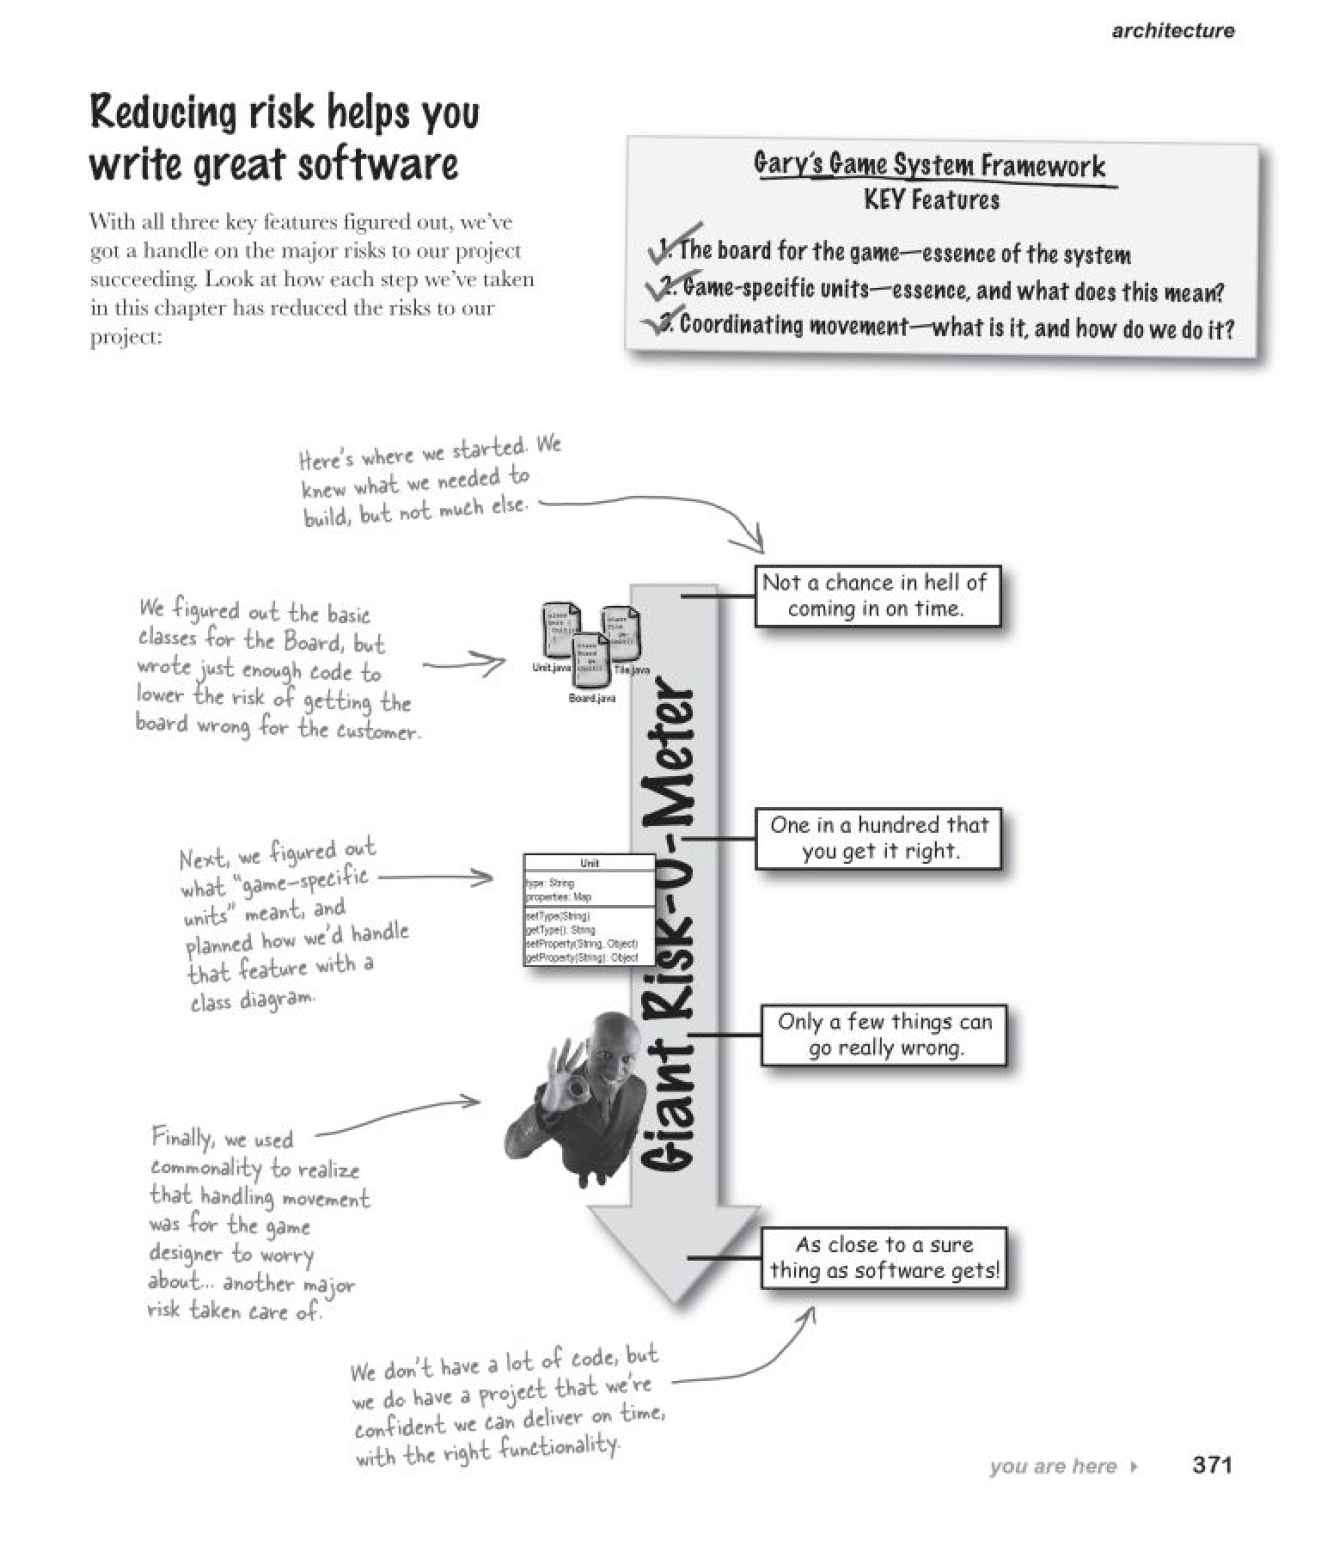 architecture
Reducing risk helps you
write great software
With all three key features figured out, we've
got a handle on the major risks to our project
succeeding. Look at how each step we've taken
in this chapter has reduced the risks to our
project:
Gary's Game System Framework
KEY Features
1. The board for the game—essence of the system
2. Game-specific units—essence, and what does this mean?
3. Coordinating movement—what is it, and how do we do it?
Here's where we started. We
knew what we needed to
build, but not much else.
Not a chance in hell of
coming in on time.
We figured out the basic
classes for the Board, but
wrote just enough code to
lower the risk of getting the
board wrong for the customer.
Unit.java
Tile.java
Board.java
Giant Risk-O-Meter
One in a hundred that
you get it right.
Next, we figured out
what "game-specific
units" meant, and
planned how we'd handle
that feature with a
class diagram.
Unit
type: String
properties: Map
setType(String)
getType(): String
setProperty(String, Object)
getProperty(String): Object
Only a few things can
go really wrong.
Finally, we used
commonality to realize
that handling movement
was for the game
designer to worry
about... another major
risk taken care of.
As close to a sure
thing as software gets!
We don't have a lot of code, but
we do have a project that we're
confident we can deliver on time,
with the right functionality.
you are here
371